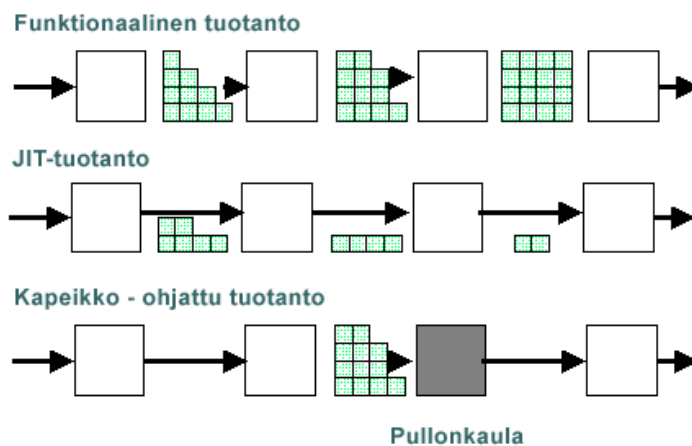 Funktionaalinen tuotanto
JIT-tuotanto
Kapeikko - ohjattu tuotanto
Pullonkaula